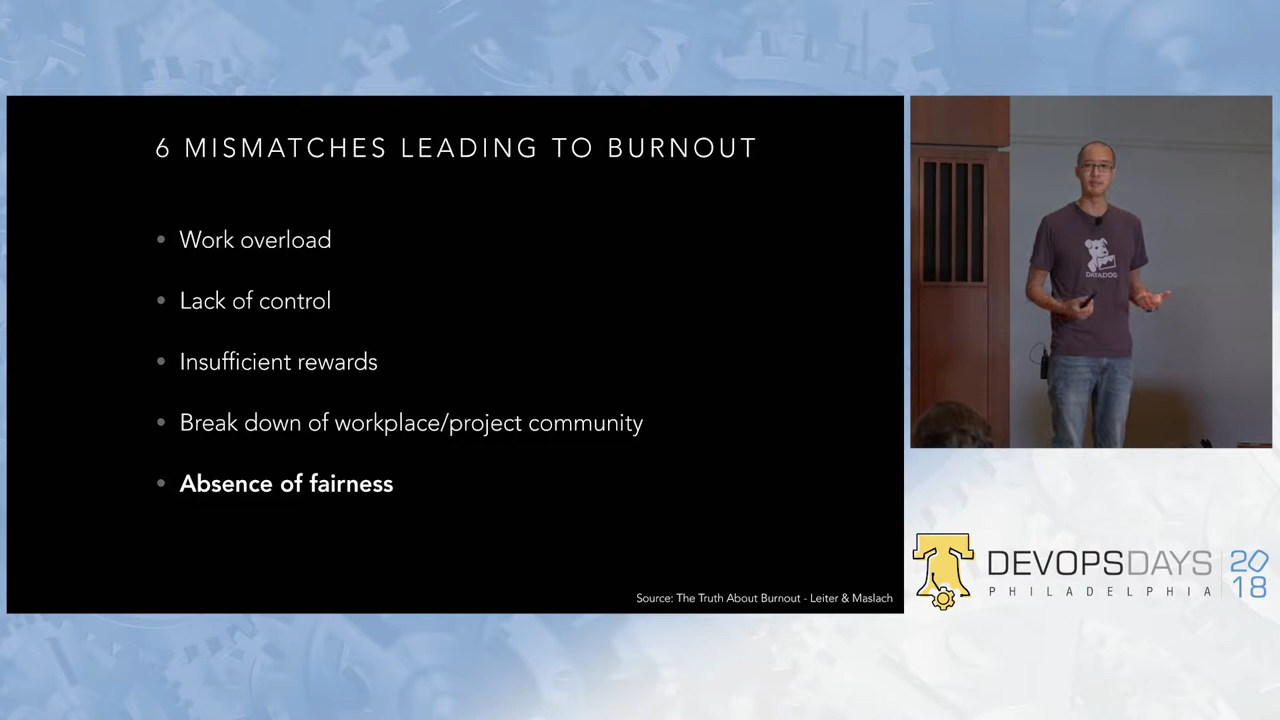 6 MISMATCHES LEADING TO BURNOUT
• Work overload
• Lack of control
• Insufficient rewards
• Break down of workplace/project community
• Absence of fairness
Source: The Truth About Burnout - Leiter & Maslach
DATADOG
DEVOPSDAYS
PHILADELPHIA
20
18